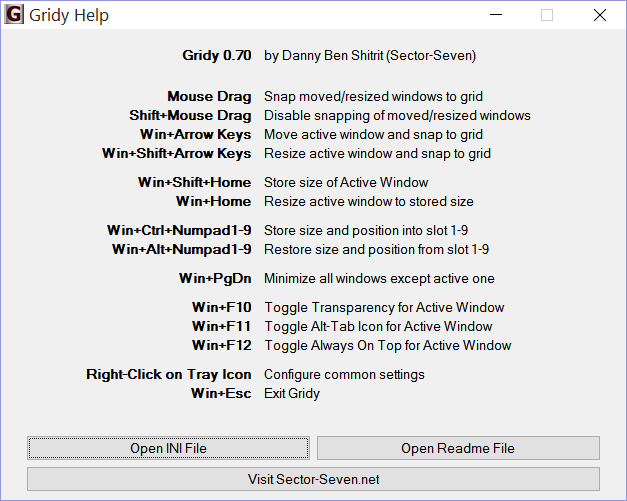 G Gridy Help
Gridy 0.70 by Danny Ben Shitrit (Sector-Seven)
Mouse Drag Snap moved/resized windows to grid
Shift+Mouse Drag Disable snapping of moved/resized windows
Win+Arrow Keys Move active window and snap to grid
Win+Shift+Arrow Keys Resize active window and snap to grid
Win+Shift+Home Store size of Active Window
Win+Home Resize active window to stored size
Win+Ctrl+Numpad1-9 Store size and position into slot 1-9
Win+Alt+Numpad1-9 Restore size and position from slot 1-9
Win+PgDn Minimize all windows except active one
Win+F10 Toggle Transparency for Active Window
Win+F11 Toggle Alt-Tab Icon for Active Window
Win+F12 Toggle Always On Top for Active Window
Right-Click on Tray Icon Configure common settings
Win+Esc Exit Gridy
Open INI File Open Readme File
Visit Sector-Seven.net